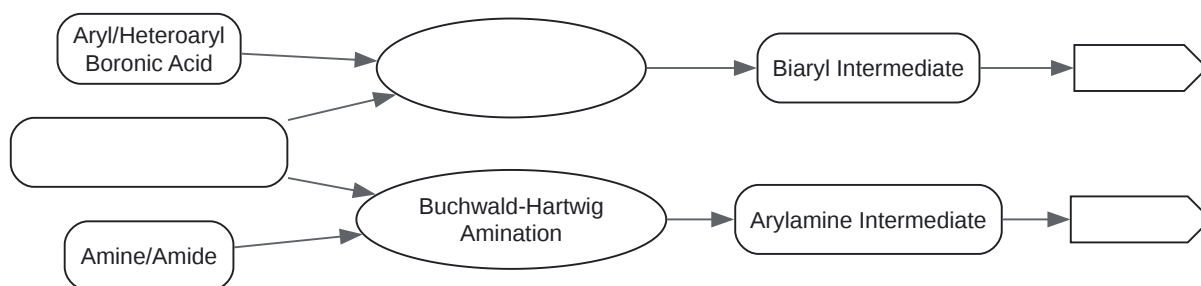 Aryl/Heteroaryl
Boronic Acid
Biaryl Intermediate
Buchwald-Hartwig
Amination
Arylamine Intermediate
Amine/Amide